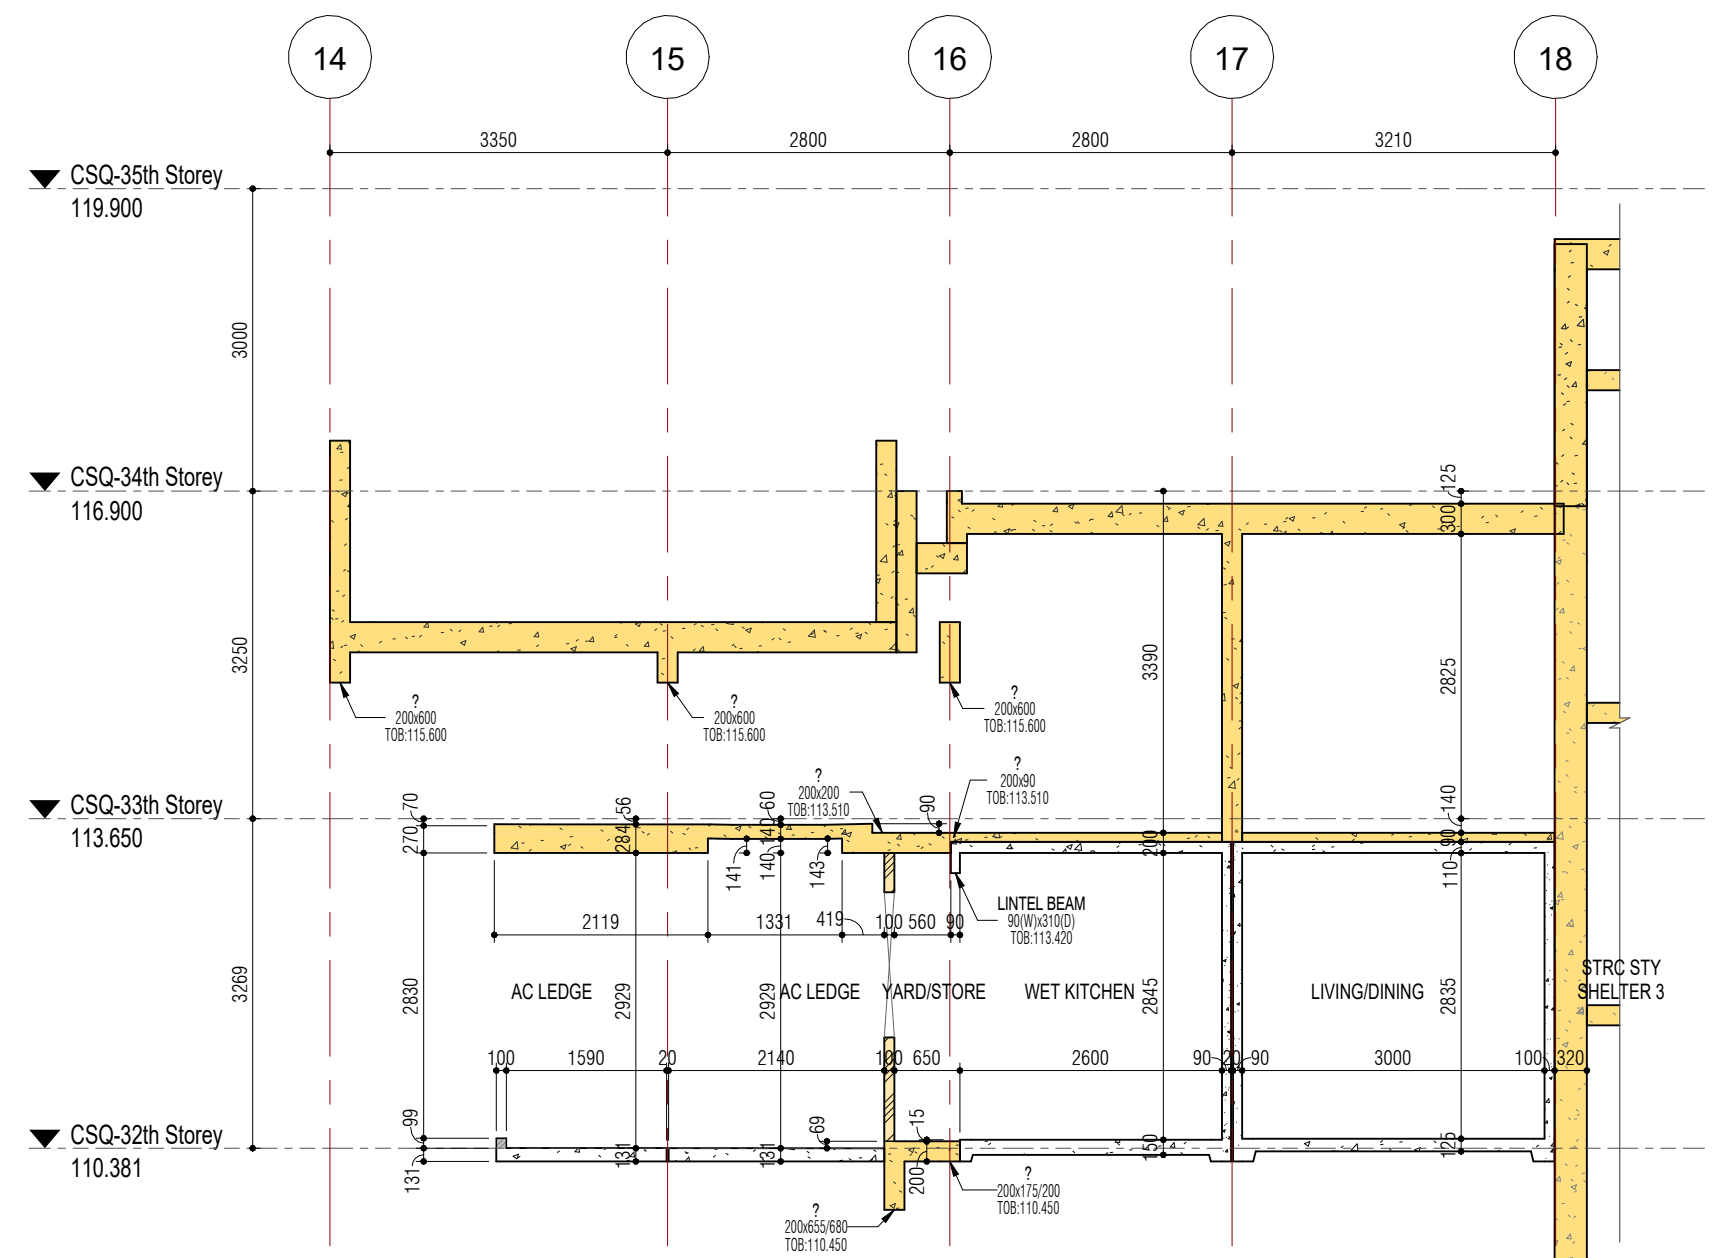 14 15 16 17 18
3350 2800 2800 3210
CSQ-35th Storey
119.900
3000
CSQ-34th Storey
116.900
125
300
3250
3390
2825
?
200x600
TOB:115.600
?
200x600
TOB:115.600
?
200x600
TOB:115.600
?
200x200
TOB:113.510
?
200x90
TOB:113.510
CSQ-33th Storey
113.650
70
270
56
284
60
140
140
141
143
90
200
140
90
110
LINTEL BEAM
90(W)x310(D)
TOB:113.420
2119 1331 419 100 560 90
3269
2830
2929
2929
2845
2835
AC LEDGE AC LEDGE YARD/STORE WET KITCHEN LIVING/DINING
STRC STY
SHELTER 3
100 1590 20 2140 100 650 2600 90 20 90 3000 100 320
CSQ-32th Storey
110.381
99
131
131
131
69
15
200
150
125
?
200x175/200
TOB:110.450
?
200x655/680
TOB:110.450